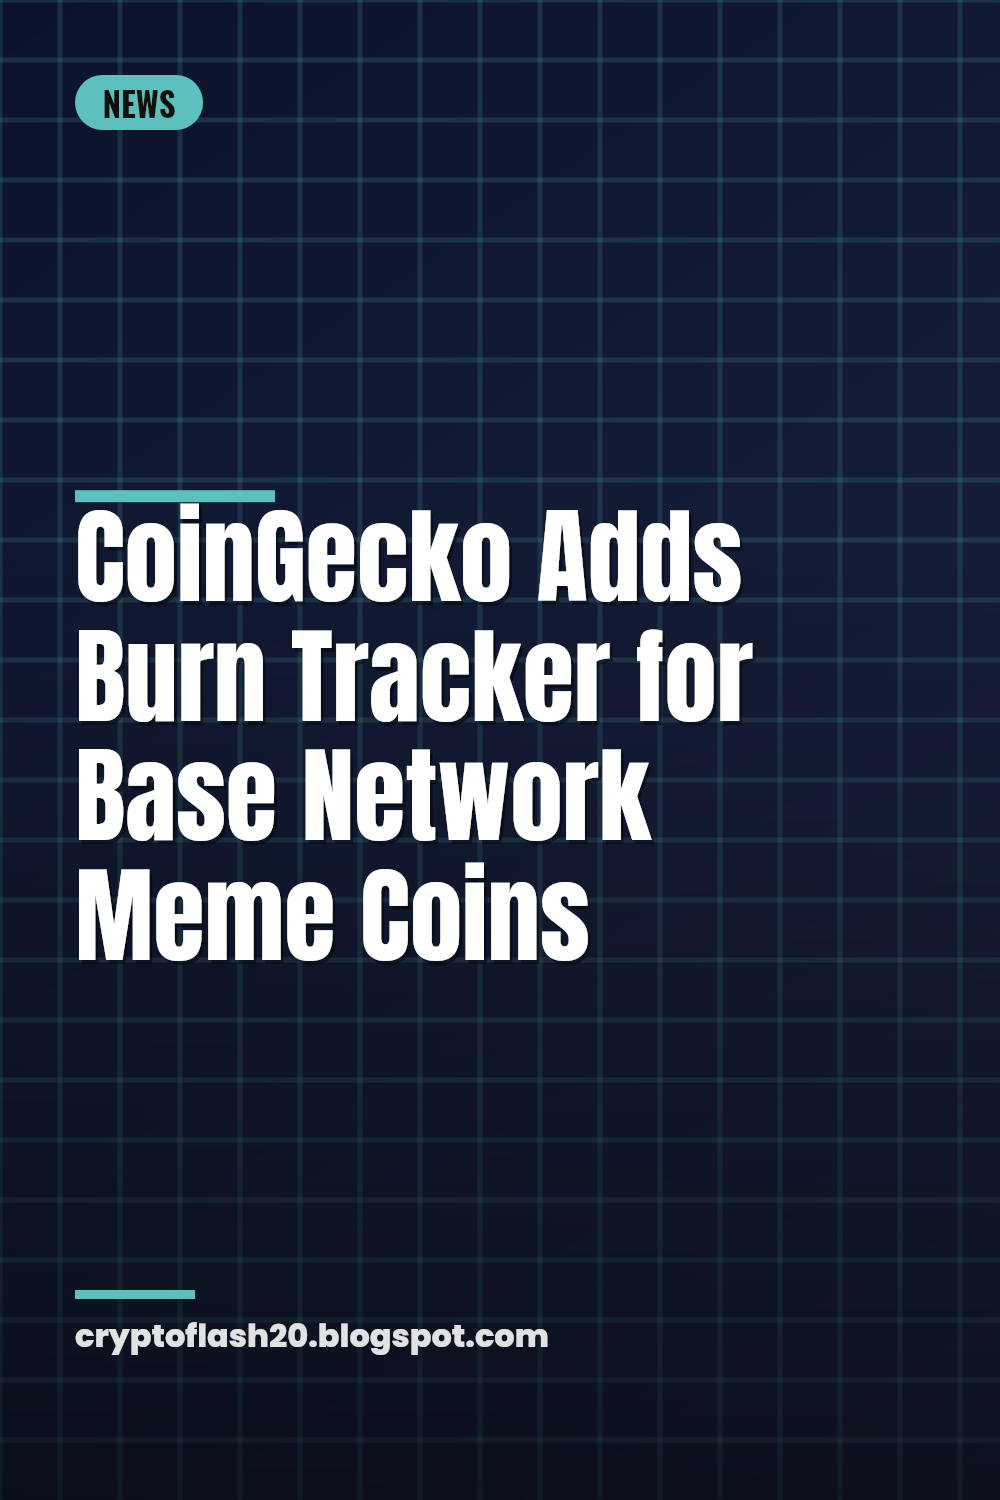 NEWS
CoinGecko Adds
Burn Tracker for
Base Network
Meme Coins
cryptoflash20.blogspot.com